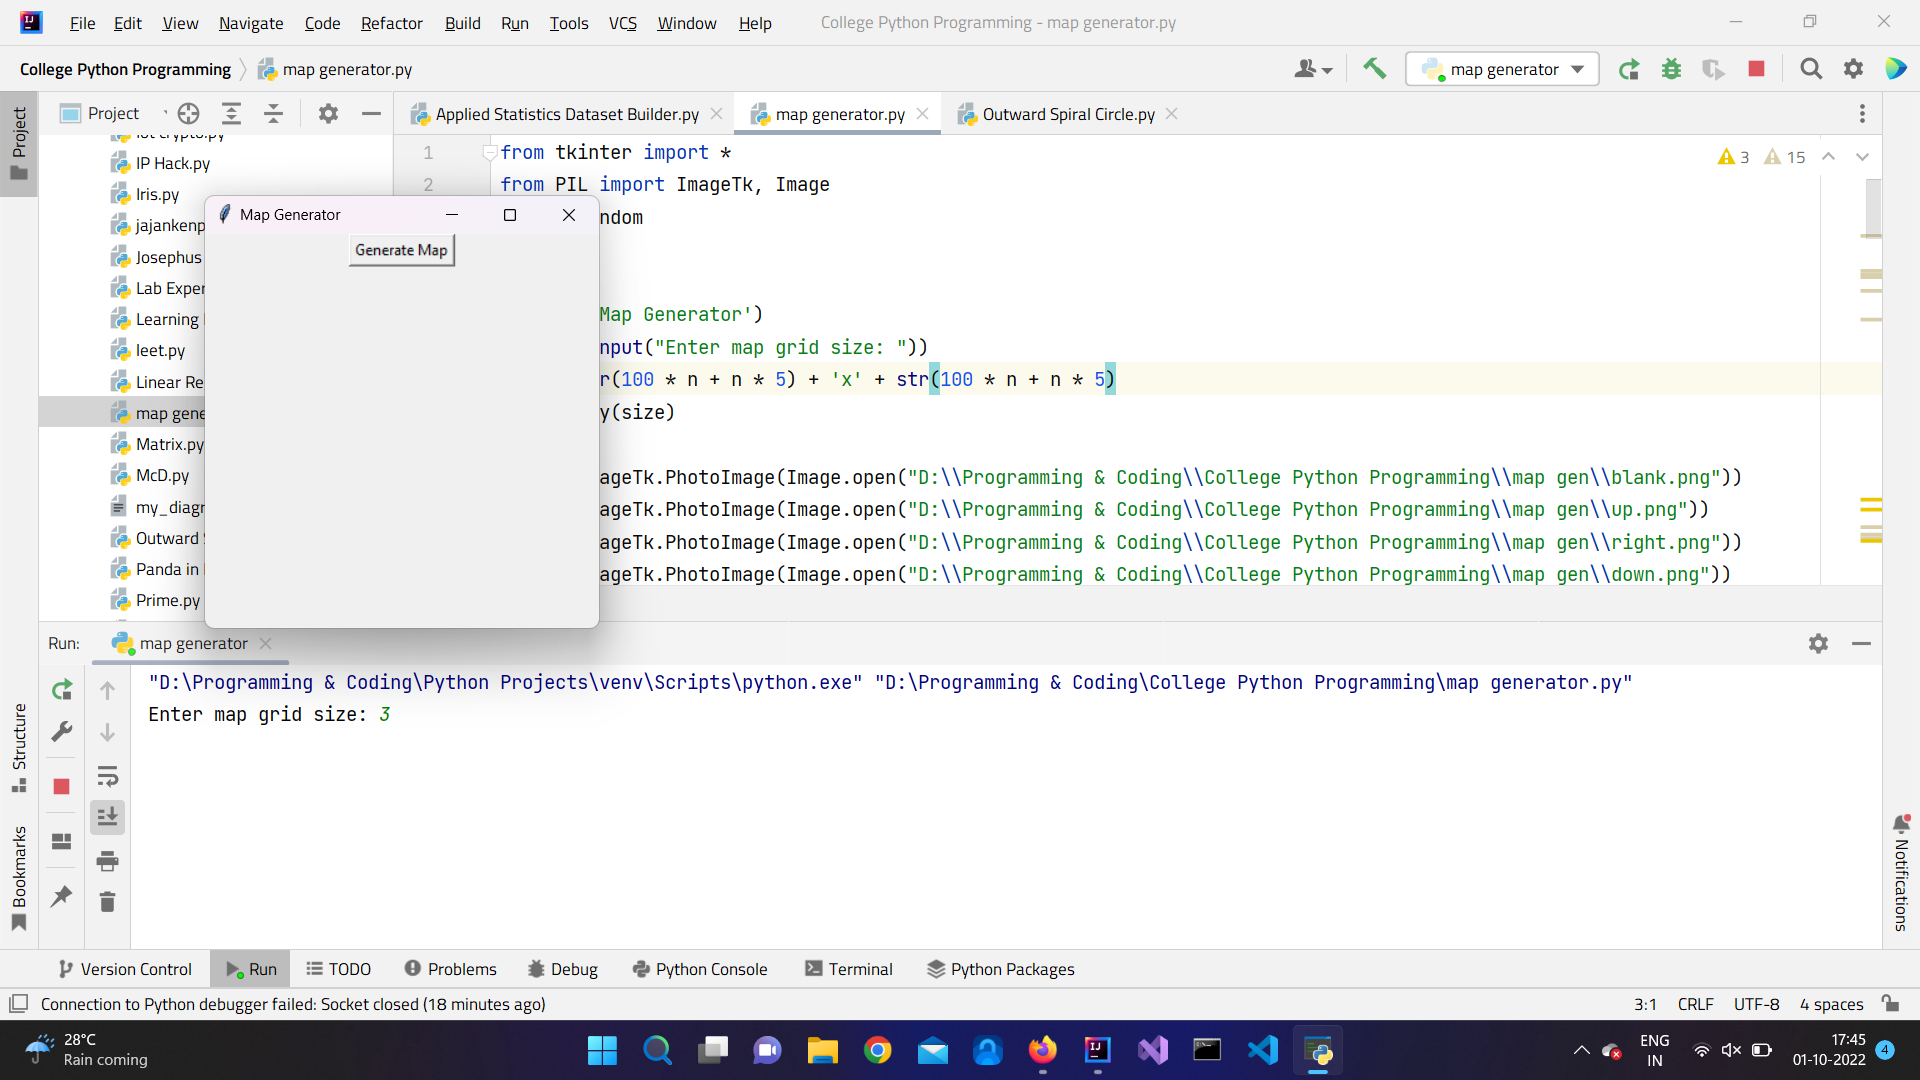 File Edit View Navigate Code Refactor Build Run Tools VCS Window Help College Python Programming - map generator.py
College Python Programming map generator.py map generator
Project Applied Statistics Dataset Builder.py map generator.py Outward Spiral Circle.py
Project
Structure
Bookmarks
Notifications
IP Hack.py
Iris.py
jajankenp
Josephus
Lab Exper
Learning
leet.py
Linear Re
map gene
Matrix.py
McD.py
my_diagr
Outward
Panda in
Prime.py
1 from tkinter import *
2 from PIL import ImageTk, Image
ndom
Map Generator')
nput("Enter map grid size: "))
r(100 * n + n * 5) + 'x' + str(100 * n + n * 5)
y(size)
ageTk.PhotoImage(Image.open("D:\\Programming & Coding\\College Python Programming\\map gen\\blank.png"))
ageTk.PhotoImage(Image.open("D:\\Programming & Coding\\College Python Programming\\map gen\\up.png"))
ageTk.PhotoImage(Image.open("D:\\Programming & Coding\\College Python Programming\\map gen\\right.png"))
ageTk.PhotoImage(Image.open("D:\\Programming & Coding\\College Python Programming\\map gen\\down.png"))
3 15
Map Generator
Generate Map
Run: map generator
"D:\Programming & Coding\Python Projects\venv\Scripts\python.exe" "D:\Programming & Coding\College Python Programming\map generator.py"
Enter map grid size: 3
Version Control Run TODO Problems Debug Python Console Terminal Python Packages
Connection to Python debugger failed: Socket closed (18 minutes ago) 3:1 CRLF UTF-8 4 spaces
28°C
Rain coming
ENG
IN
17:45
01-10-2022
4